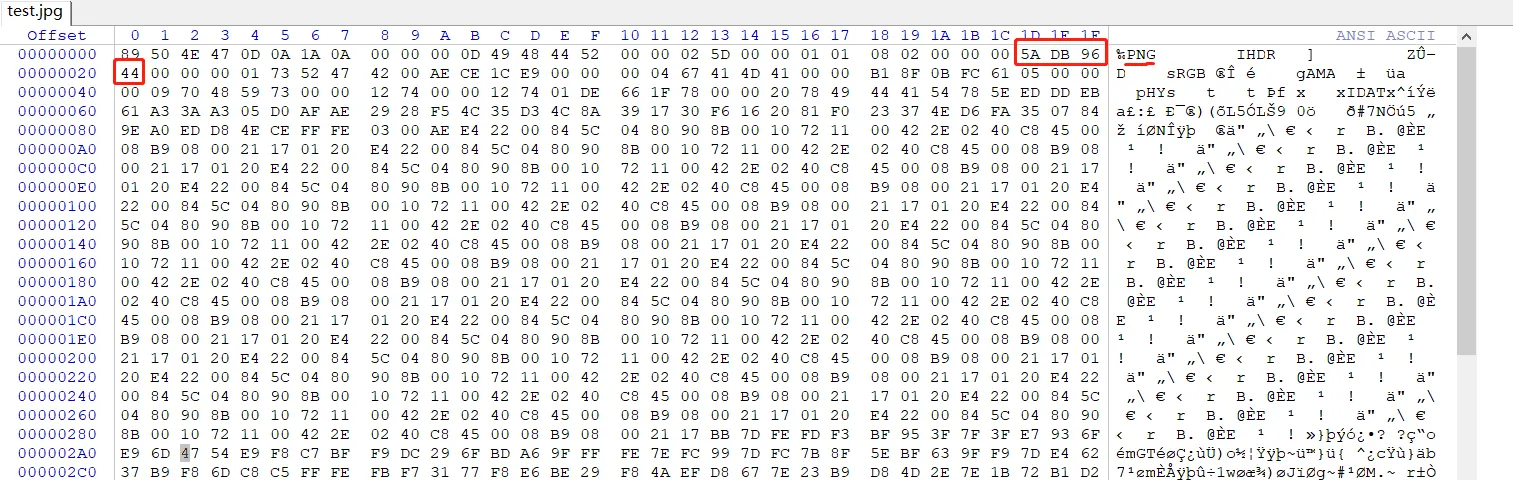 test.jpg
Offset 0 1 2 3 4 5 6 7 8 9 A B C D E F 10 11 12 13 14 15 16 17 18 19 1A 1B 1C 1D 1E 1F ANSI ASCII
00000000 89 50 4E 47 0D 0A 1A 0A 00 00 00 0D 49 48 44 52 00 00 02 5D 00 00 01 01 08 02 00 00 00 5A DB 96 ‰PNG IHDR ] ZÛ–
00000020 44 00 00 00 01 73 52 47 42 00 AE CE 1C E9 00 00 00 04 67 41 4D 41 00 00 B1 8F 0B FC 61 05 00 00 D sRGB ®Î é gAMA ± üa
00000040 00 09 70 48 59 73 00 00 12 74 00 00 12 74 01 DE 66 1F 78 00 00 20 78 49 44 41 54 78 5E ED DD EB pHYs t t Þf x xIDATx^íÝë
00000060 61 A3 3A A3 05 D0 AF AE 29 28 F5 4C 35 D3 4C 8A 39 17 30 F6 16 20 81 F0 23 37 4E D6 FA 35 07 84 a£:£ Ð¯®)(õL5ÓLŠ9 0ö ð#7NÖú5 „
00000080 9E A0 ED D8 4E CE FF FE 03 00 AE E4 22 00 84 5C 04 80 90 8B 00 10 72 11 00 42 2E 02 40 C8 45 00 ž íØNÎÿþ ®ä" „\ € ‹ r B. @ÈE
000000A0 08 B9 08 00 21 17 01 20 E4 22 00 84 5C 04 80 90 8B 00 10 72 11 00 42 2E 02 40 C8 45 00 08 B9 08 ¹ ! ä" „\ € ‹ r B. @ÈE ¹
000000C0 00 21 17 01 20 E4 22 00 84 5C 04 80 90 8B 00 10 72 11 00 42 2E 02 40 C8 45 00 08 B9 08 00 21 17 ! ä" „\ € ‹ r B. @ÈE ¹ !
000000E0 01 20 E4 22 00 84 5C 04 80 90 8B 00 10 72 11 00 42 2E 02 40 C8 45 00 08 B9 08 00 21 17 01 20 E4 ä" „\ € ‹ r B. @ÈE ¹ ! ä
00000100 22 00 84 5C 04 80 90 8B 00 10 72 11 00 42 2E 02 40 C8 45 00 08 B9 08 00 21 17 01 20 E4 22 00 84 " „\ € ‹ r B. @ÈE ¹ ! ä" „
00000120 5C 04 80 90 8B 00 10 72 11 00 42 2E 02 40 C8 45 00 08 B9 08 00 21 17 01 20 E4 22 00 84 5C 04 80 \ € ‹ r B. @ÈE ¹ ! ä" „\ €
00000140 90 8B 00 10 72 11 00 42 2E 02 40 C8 45 00 08 B9 08 00 21 17 01 20 E4 22 00 84 5C 04 80 90 8B 00 ‹ r B. @ÈE ¹ ! ä" „\ € ‹
00000160 10 72 11 00 42 2E 02 40 C8 45 00 08 B9 08 00 21 17 01 20 E4 22 00 84 5C 04 80 90 8B 00 10 72 11 r B. @ÈE ¹ ! ä" „\ € ‹ r
00000180 00 42 2E 02 40 C8 45 00 08 B9 08 00 21 17 01 20 E4 22 00 84 5C 04 80 90 8B 00 10 72 11 00 42 2E B. @ÈE ¹ ! ä" „\ € ‹ r B.
000001A0 02 40 C8 45 00 08 B9 08 00 21 17 01 20 E4 22 00 84 5C 04 80 90 8B 00 10 72 11 00 42 2E 02 40 C8 @ÈE ¹ ! ä" „\ € ‹ r B. @È
000001C0 45 00 08 B9 08 00 21 17 01 20 E4 22 00 84 5C 04 80 90 8B 00 10 72 11 00 42 2E 02 40 C8 45 00 08 E ¹ ! ä" „\ € ‹ r B. @ÈE
000001E0 B9 08 00 21 17 01 20 E4 22 00 84 5C 04 80 90 8B 00 10 72 11 00 42 2E 02 40 C8 45 00 08 B9 08 00 ¹ ! ä" „\ € ‹ r B. @ÈE ¹
00000200 21 17 01 20 E4 22 00 84 5C 04 80 90 8B 00 10 72 11 00 42 2E 02 40 C8 45 00 08 B9 08 00 21 17 01 ! ä" „\ € ‹ r B. @ÈE ¹ !
00000220 20 E4 22 00 84 5C 04 80 90 8B 00 10 72 11 00 42 2E 02 40 C8 45 00 08 B9 08 00 21 17 01 20 E4 22 ä" „\ € ‹ r B. @ÈE ¹ ! ä"
00000240 00 84 5C 04 80 90 8B 00 10 72 11 00 42 2E 02 40 C8 45 00 08 B9 08 00 21 17 01 20 E4 22 00 84 5C „\ € ‹ r B. @ÈE ¹ ! ä" „\
00000260 04 80 90 8B 00 10 72 11 00 42 2E 02 40 C8 45 00 08 B9 08 00 21 17 01 20 E4 22 00 84 5C 04 80 90 € ‹ r B. @ÈE ¹ ! ä" „\ €
00000280 8B 00 10 72 11 00 42 2E 02 40 C8 45 00 08 B9 08 00 21 17 BB 7D FE FD F3 BF 95 3F 7F 3F E7 93 6F ‹ r B. @ÈE ¹ ! »}þýó¿•? ?ç“o
000002A0 E9 6D 47 54 E9 F8 C7 BF F9 DC 29 6F BD A6 9F FF FE 7E FC 99 7D FC 7B 8F 5E BF 63 9F F9 7D E4 62 émGTéøÇ¿ùÜ)o½¦Ÿÿþ~ü™}ü{ ^¿cŸù}äb
000002C0 37 B9 F8 6D C8 C5 FF FE FB F7 31 77 F8 E6 BE 29 F8 4A EF D8 67 7E 23 B9 D8 4D 2E 7E 1B 72 B1 D2 7¹ømÈÅÿþû÷1wøæ¾)øJïØg~#¹ØM.~ r±Ò